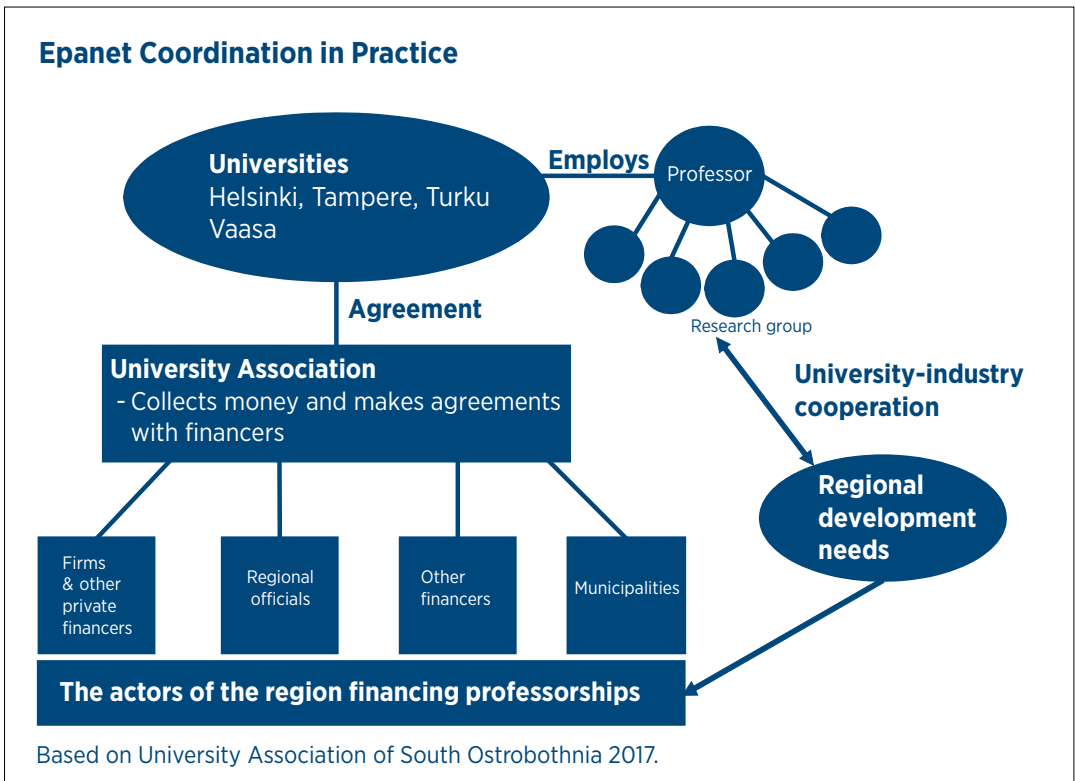 Epanet Coordination in Practice
Universities
Helsinki, Tampere, Turku
Vaasa
Employs
Professor
Research group
Agreement
University Association
- Collects money and makes agreements
with financers
University-industry
cooperation
Regional
development
needs
Firms
& other
private
financers
Regional
officials
Other
financers
Municipalities
The actors of the region financing professorships
Based on University Association of South Ostrobothnia 2017.